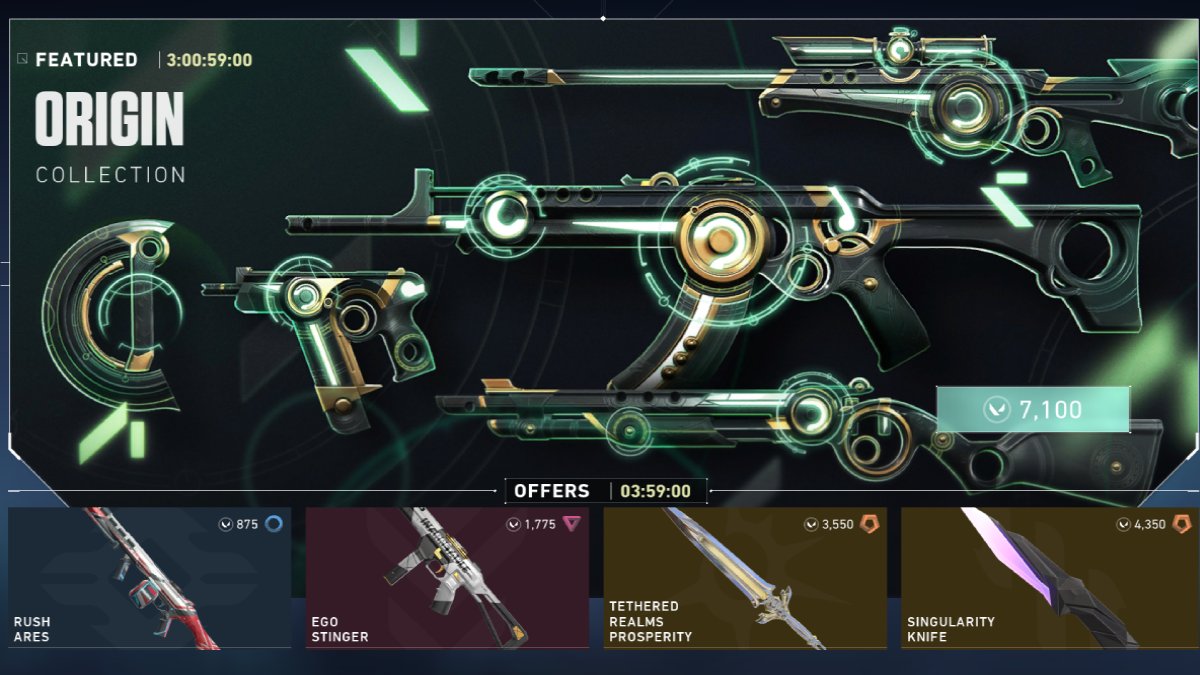 FEATURED 3:00:59:00
ORIGIN
COLLECTION
7,100
OFFERS 03:59:00
875
RUSH
ARES
1,775
EGO
STINGER
3,550
TETHERED
REALMS
PROSPERITY
4,350
SINGULARITY
KNIFE